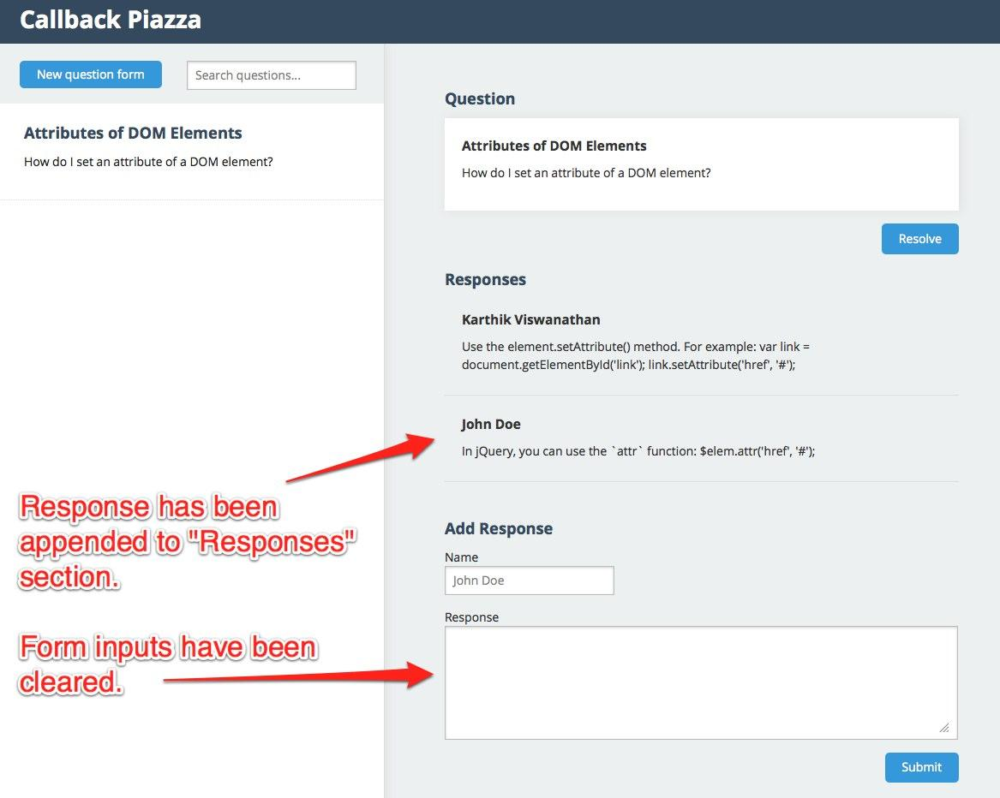 Callback Piazza
New question form
Search questions...
Attributes of DOM Elements
How do I set an attribute of a DOM element?
Question
Attributes of DOM Elements
How do I set an attribute of a DOM element?
Resolve
Responses
Karthik Viswanathan
Use the element.setAttribute() method. For example: var link =
document.getElementById('link'); link.setAttribute('href', '#');
John Doe
In jQuery, you can use the `attr` function: $elem.attr('href', '#');
Response has been
appended to "Responses"
section.
Add Response
Name
John Doe
Response
Form inputs have been
cleared.
Submit